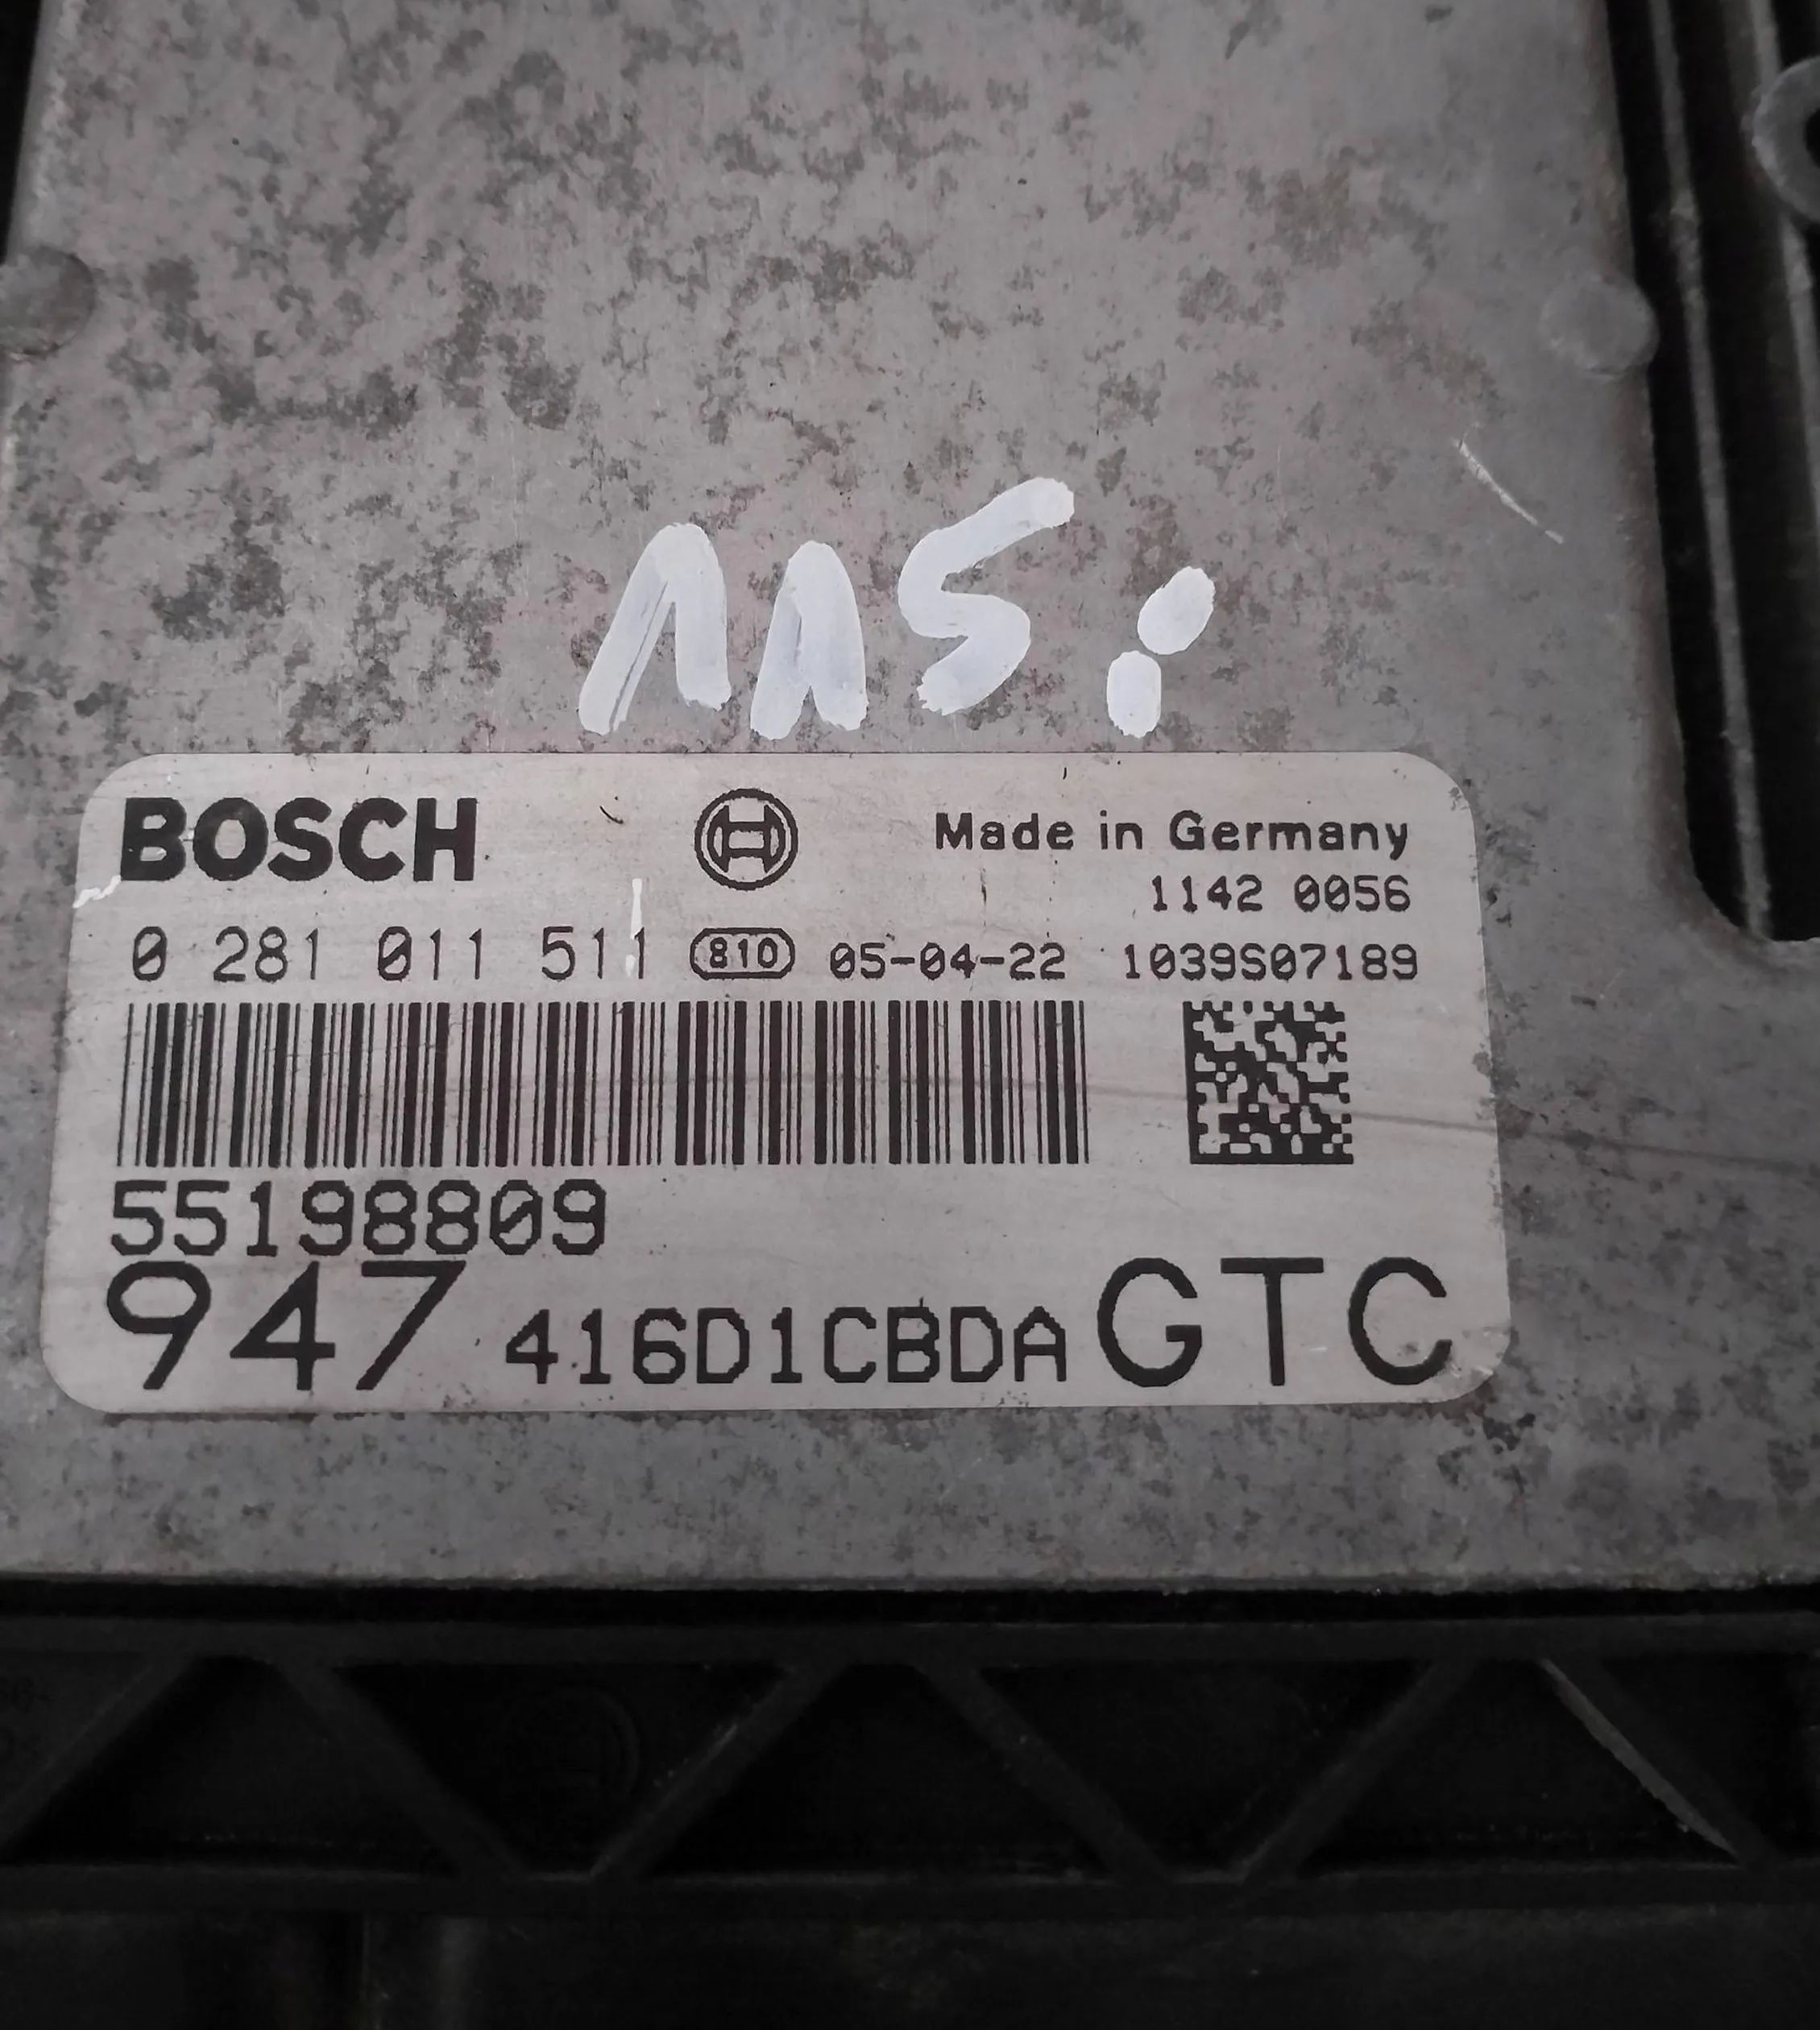 115i
BOSCH Made in Germany
1142 0056
0 281 011 511 810 05-04-22 1039S07189
55198809
947 416D1CBDA GTC